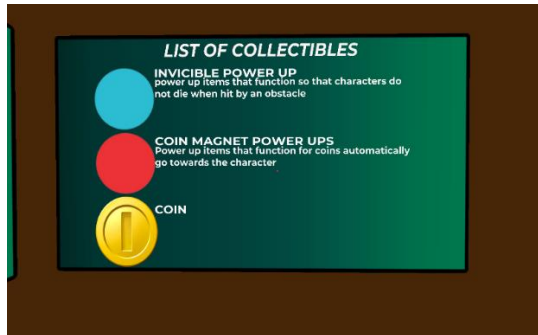 LIST OF COLLECTIBLES
INVICIBLE POWER UP
power up items that function so that characters do
not die when hit by an obstacle
COIN MAGNET POWER UPS
Power up items that function for coins automatically
go towards the character
COIN